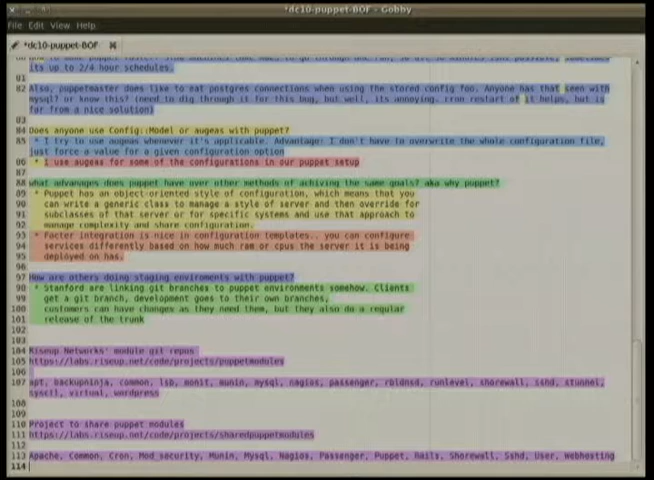 *dc10-puppet-BOF - Gobby
File Edit View Help
*dc10-puppet-BOF
its up to 2/4 hour schedules.
81
82 Also, puppetmaster does like to eat postgres connections when using the stored config foo. Anyone has that seen with
mysql? or know this? (need to dig through it for this bug, but well, its annoying. cron restart of it helps, but is
far from a nice solution)
83
84 Does anyone use Config::Model or augeas with puppet?
85 * I try to use augeas whenever it's applicable. Advantage: I don't have to overwrite the whole configuration file,
just force a value for a given configuration option
86 * i use augeas for some of the configurations in our puppet setup
87
88 what advanages does puppet have over other methods of achiving the same goals? aka why puppet?
89 * Puppet has an object-oriented style of configuration, which means that you
90 can write a generic class to manage a style of server and then override for
91 subclasses of that server or for specific systems and use that approach to
92 manage complexity and share configuration.
93 * Facter integration is nice in configuration templates.. you can configure
94 services differently based on how much ram or cpus the server it is being
95 deployed on has.
96
97 How are others doing staging enviroments with puppet?
98 * Stanford are linking git branches to puppet environments somehow. Clients
99 get a git branch, development goes to their own branches,
100 customers can have changes as they need them, but they also do a regular
101 release of the trunk
102
103
104 Riseup Networks' module git repos
105 https://labs.riseup.net/code/projects/puppetmodules
106
107 apt, backupninja, common, lsb, monit, munin, mysql, nagios, passenger, rbldnsd, runlevel, shorewall, sshd, stunnel,
sysctl, virtual, wordpress
108
109
110 Project to share puppet modules
111 https://labs.riseup.net/code/projects/sharedpuppetmodules
112
113 Apache, Common, Cron, Mod_security, Munin, Mysql, Nagios, Passenger, Puppet, Rails, Shorewall, Sshd, User, Webhosting
114